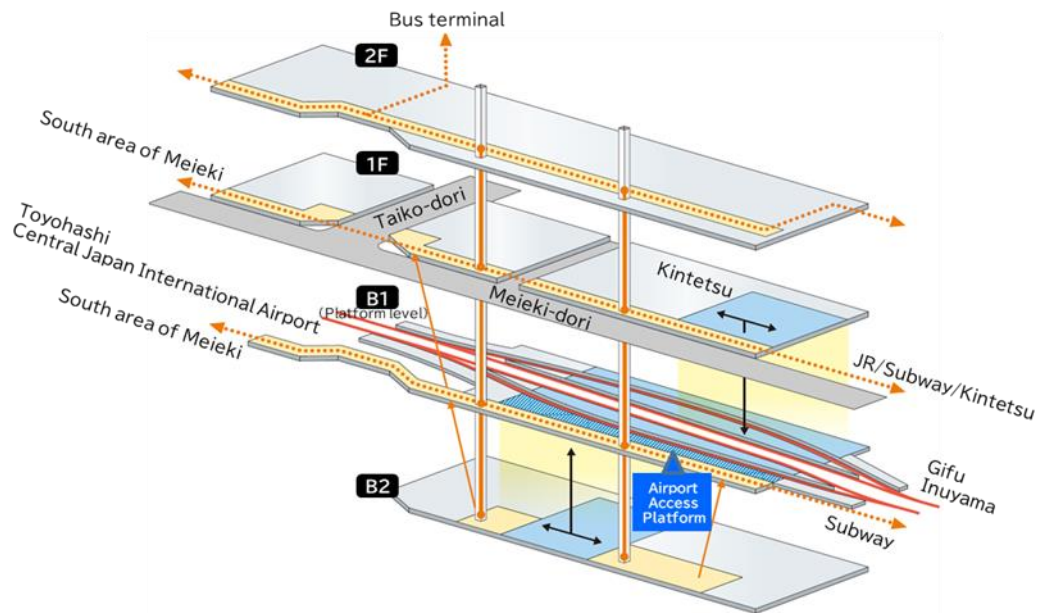 Bus terminal
2F
South area of Meieki
1F
Taiko-dori
Toyohashi
Central Japan International Airport
Kintetsu
B1
(Platform level)
Meieki-dori
South area of Meieki
JR/Subway/Kintetsu
B2
Airport
Access
Platform
Gifu
Inuyama
Subway